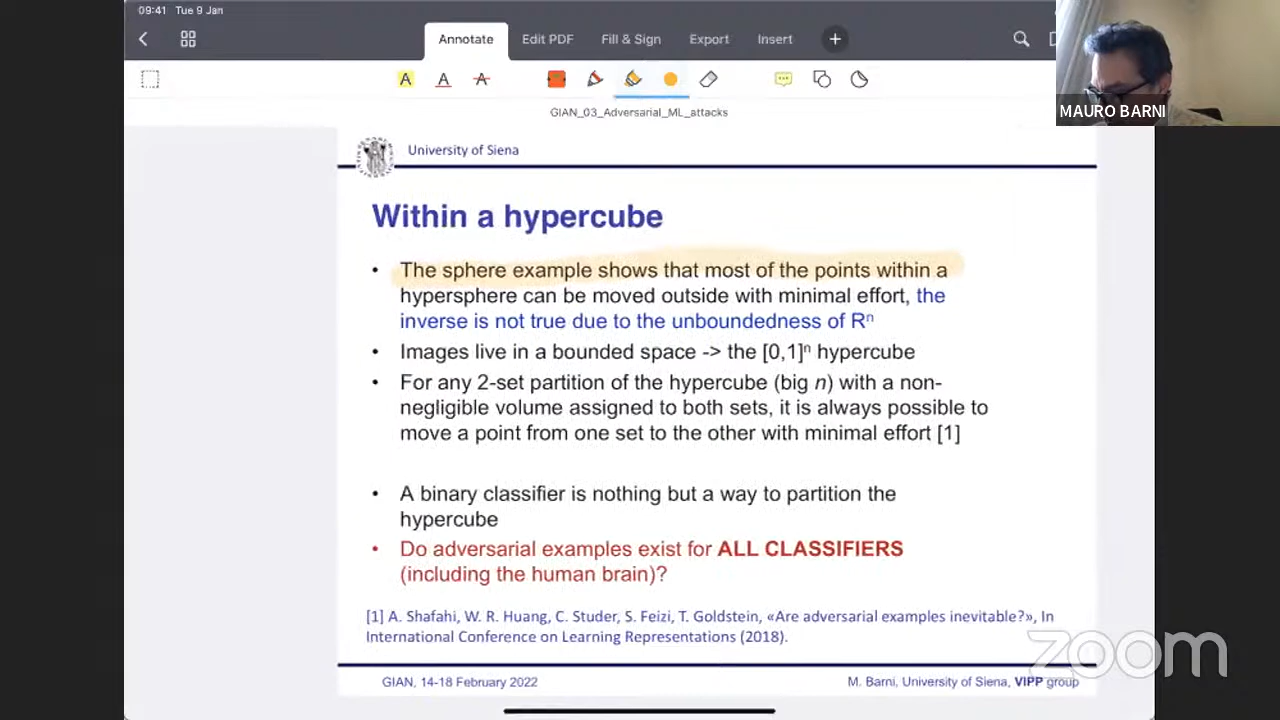 09:41 Tue 9 Jan
Annotate Edit PDF Fill & Sign Export Insert
A A A
GIAN_03_Adversarial_ML_attacks
MAURO BARNI
University of Siena
Within a hypercube
• The sphere example shows that most of the points within a
hypersphere can be moved outside with minimal effort, the
inverse is not true due to the unboundedness of Rⁿ
• Images live in a bounded space -> the [0,1]ⁿ hypercube
• For any 2-set partition of the hypercube (big n) with a non-
negligible volume assigned to both sets, it is always possible to
move a point from one set to the other with minimal effort [1]
• A binary classifier is nothing but a way to partition the
hypercube
• Do adversarial examples exist for ALL CLASSIFIERS
(including the human brain)?
[1] A. Shafahi, W. R. Huang, C. Studer, S. Feizi, T. Goldstein, «Are adversarial examples inevitable?», In
International Conference on Learning Representations (2018).
zoom
GIAN, 14-18 February 2022
M. Barni, University of Siena, VIPP group